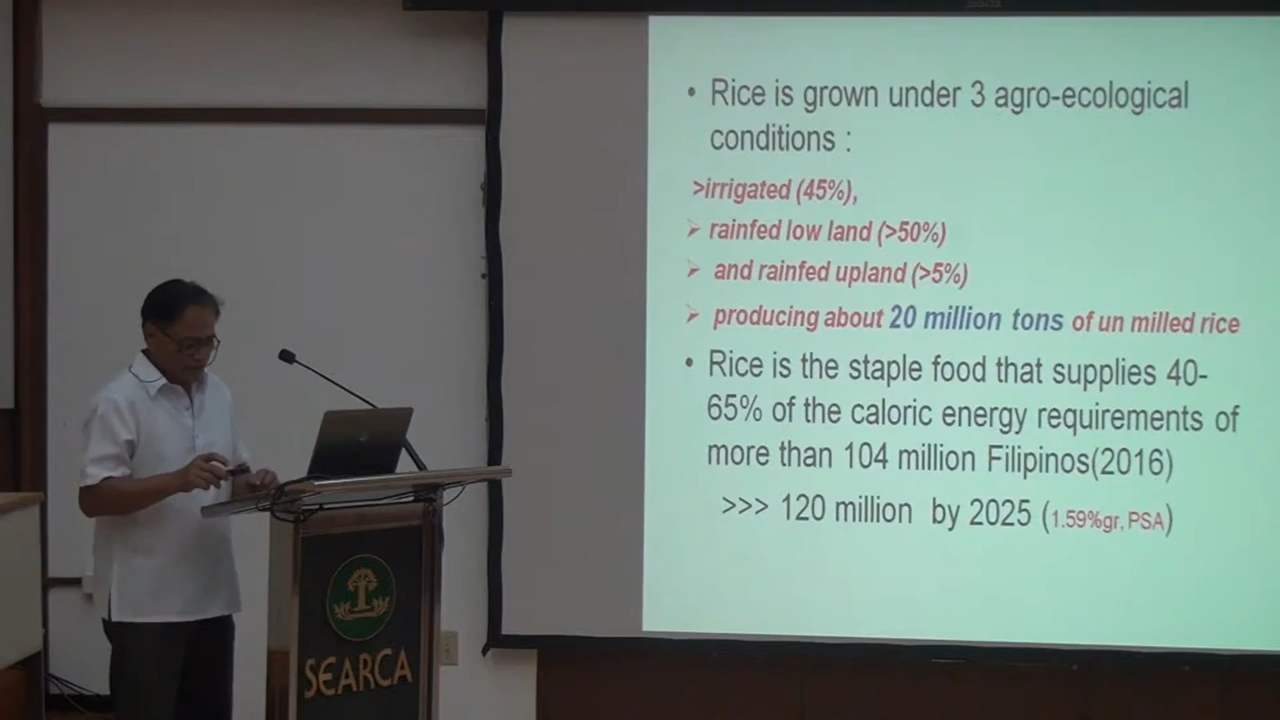 • Rice is grown under 3 agro-ecological
conditions :
>irrigated (45%),
➢ rainfed low land (>50%)
➢ and rainfed upland (>5%)
➢ producing about 20 million tons of un milled rice
• Rice is the staple food that supplies 40-
65% of the caloric energy requirements of
more than 104 million Filipinos(2016)
>>> 120 million by 2025 (1.59%gr, PSA)
SEARCA